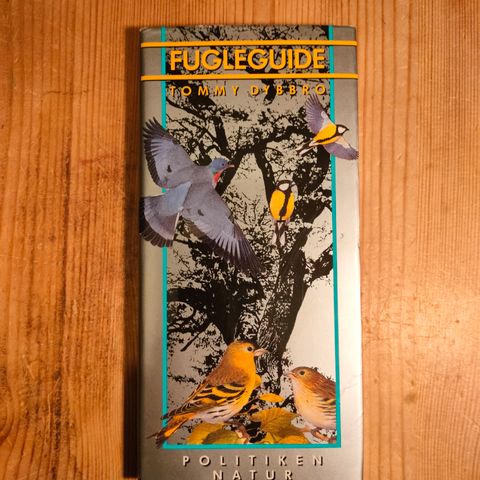 FUGLEGUIDE
TOMMY DYBBRO
POLITIKEN
NATUR